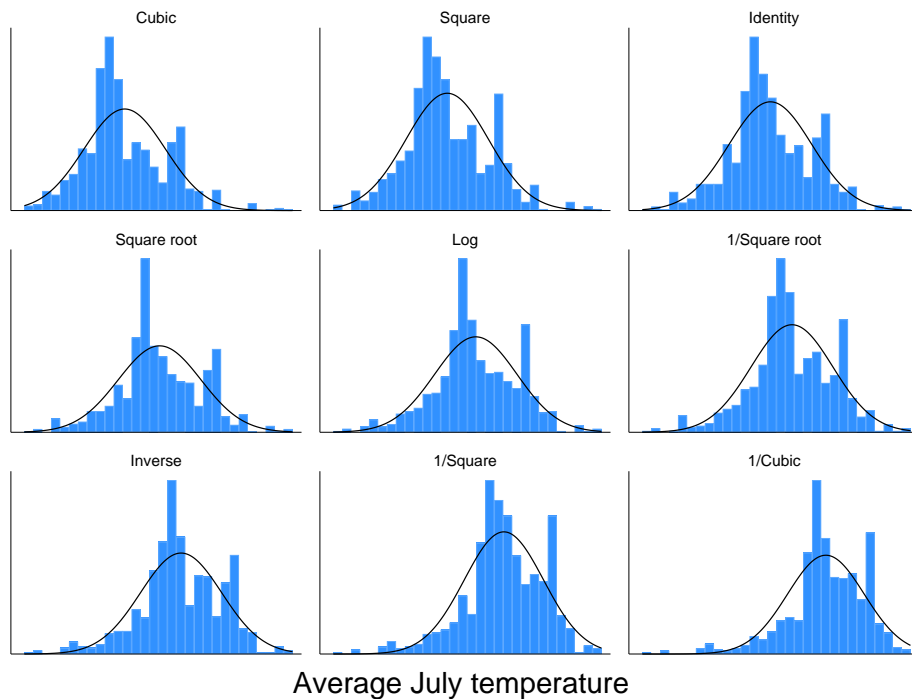 Cubic
Square
Identity
Square root
Log
1/Square root
Inverse
1/Square
1/Cubic
Average July temperature